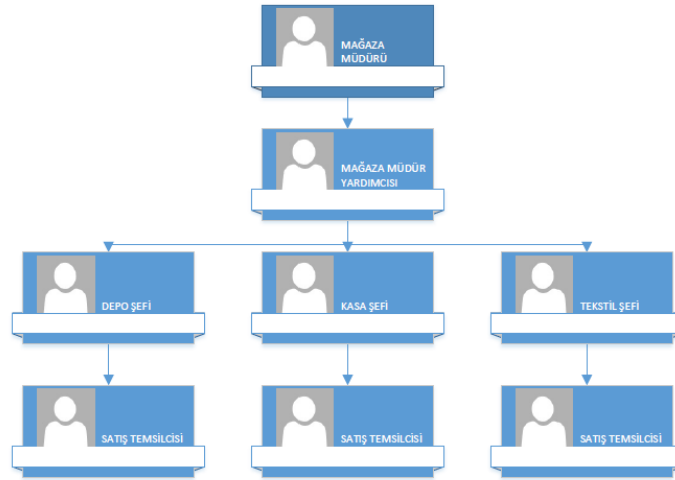 MAĞAZA
MÜDÜRÜ
MAĞAZA MÜDÜR
YARDIMCISI
DEPO ŞEFİ
KASA ŞEFİ
TEKSTİL ŞEFİ
SATIŞ TEMSİLCİSİ
SATIŞ TEMSİLCİSİ
SATIŞ TEMSİLCİSİ